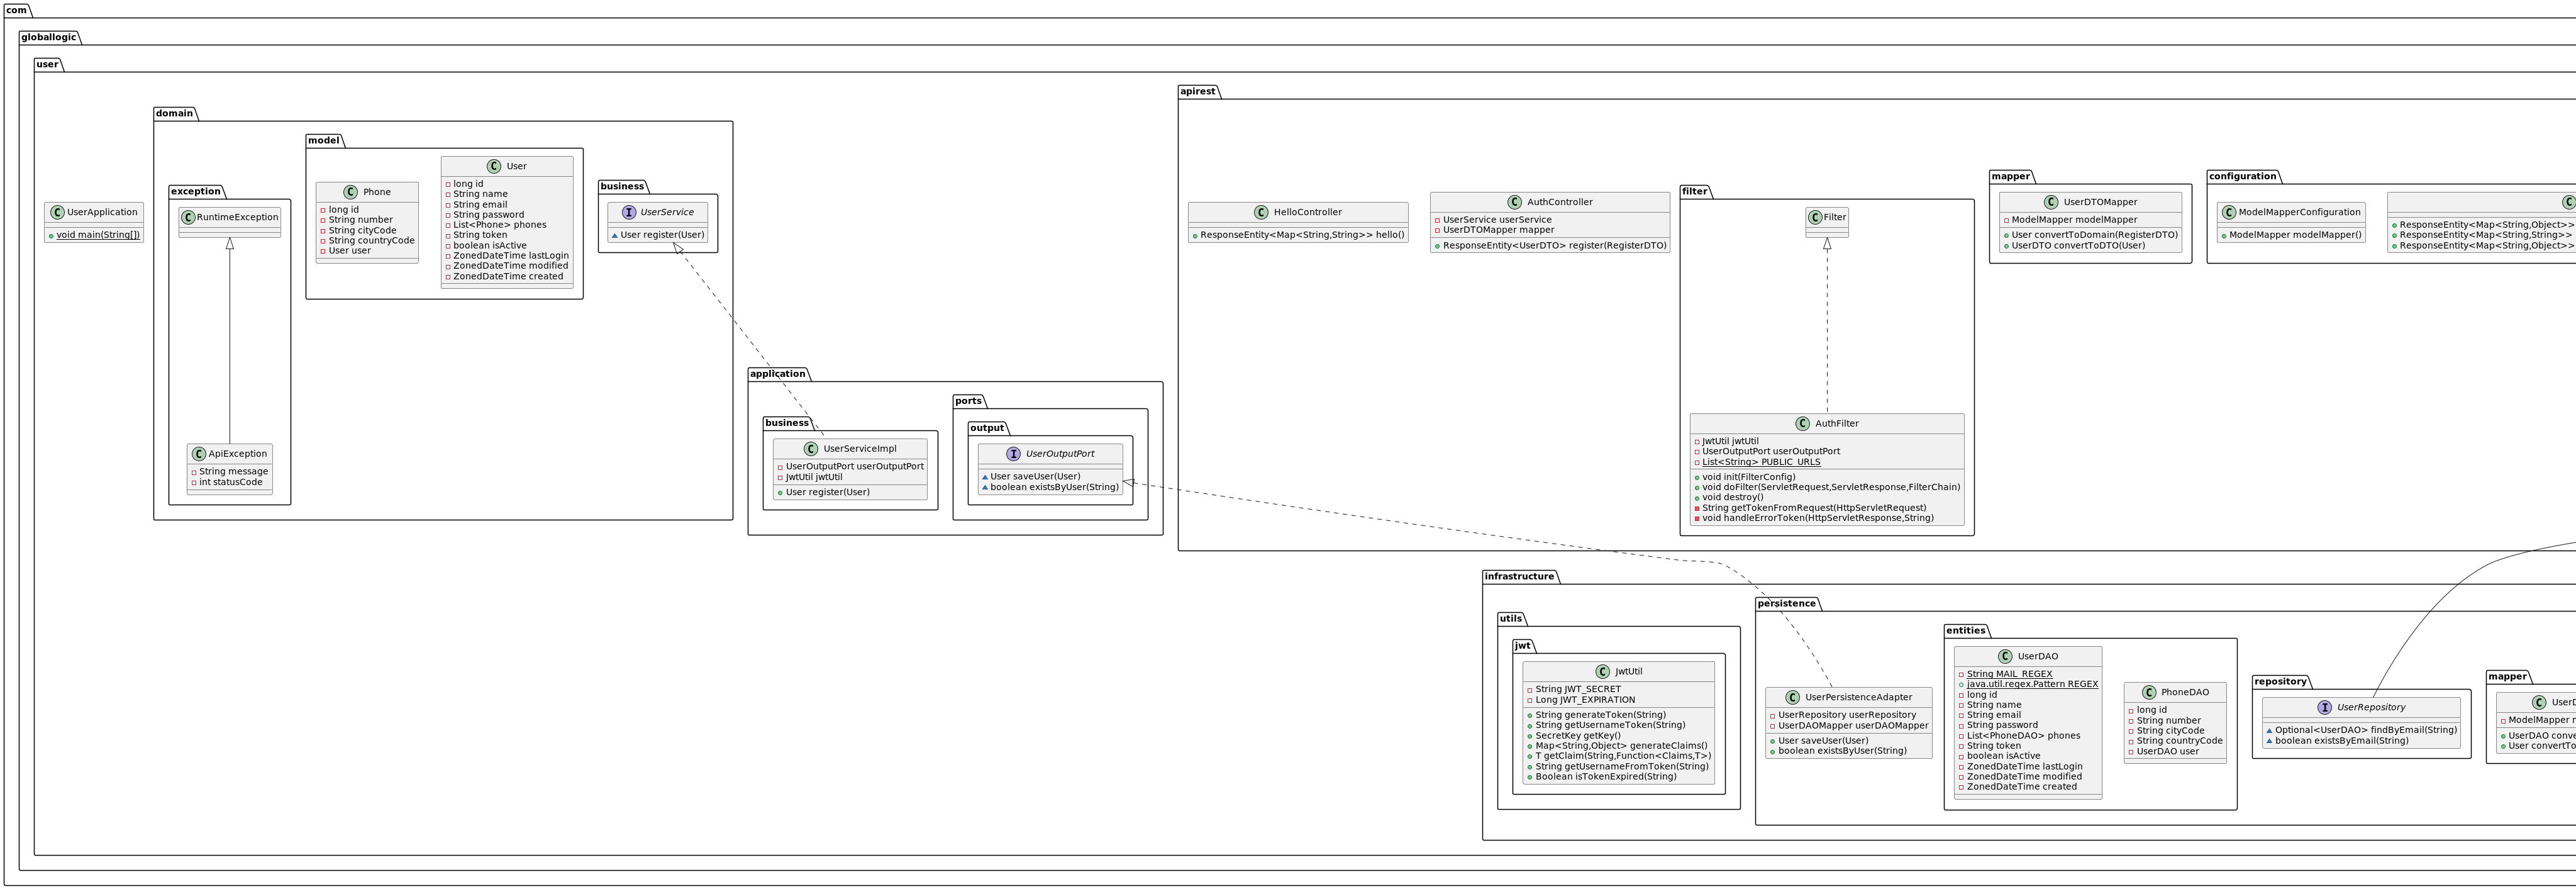 com
globallogic
user
UserApplication
void main(String[])
domain
exception
RuntimeException
ApiException
String message
int statusCode
model
Phone
long id
String number
String cityCode
String countryCode
User user
User
long id
String name
String email
String password
List<Phone> phones
String token
boolean isActive
ZonedDateTime lastLogin
ZonedDateTime modified
ZonedDateTime created
business
UserService
User register(User)
application
business
UserServiceImpl
UserOutputPort userOutputPort
JwtUtil jwtUtil
User register(User)
ports
output
UserOutputPort
User saveUser(User)
boolean existsByUser(String)
apirest
HelloController
ResponseEntity<Map<String,String>> hello()
AuthController
UserService userService
UserDTOMapper mapper
ResponseEntity<UserDTO> register(RegisterDTO)
filter
Filter
AuthFilter
JwtUtil jwtUtil
UserOutputPort userOutputPort
List<String> PUBLIC_URLS
void init(FilterConfig)
void doFilter(ServletRequest,ServletResponse,FilterChain)
void destroy()
String getTokenFromRequest(HttpServletRequest)
void handleErrorToken(HttpServletResponse,String)
mapper
UserDTOMapper
ModelMapper modelMapper
User convertToDomain(RegisterDTO)
UserDTO convertToDTO(User)
configuration
ModelMapperConfiguration
ModelMapper modelMapper()
ResponseEntity<Map<String,Object>>
ResponseEntity<Map<String,String>>
ResponseEntity<Map<String,Object>>
infrastructure
utils
jwt
JwtUtil
String JWT_SECRET
Long JWT_EXPIRATION
String generateToken(String)
String getUsernameToken(String)
SecretKey getKey()
Map<String,Object> generateClaims()
T getClaim(String,Function<Claims,T>)
String getUsernameFromToken(String)
Boolean isTokenExpired(String)
persistence
UserPersistenceAdapter
UserRepository userRepository
UserDAOMapper userDAOMapper
User saveUser(User)
boolean existsByUser(String)
entities
UserDAO
String MAIL_REGEX
java.util.regex.Pattern REGEX
long id
String name
String email
String password
List<PhoneDAO> phones
String token
boolean isActive
ZonedDateTime lastLogin
ZonedDateTime modified
ZonedDateTime created
PhoneDAO
long id
String number
String cityCode
String countryCode
UserDAO user
repository
UserRepository
Optional<UserDAO> findByEmail(String)
boolean existsByEmail(String)
mapper
ModelMapper
UserDAO
User